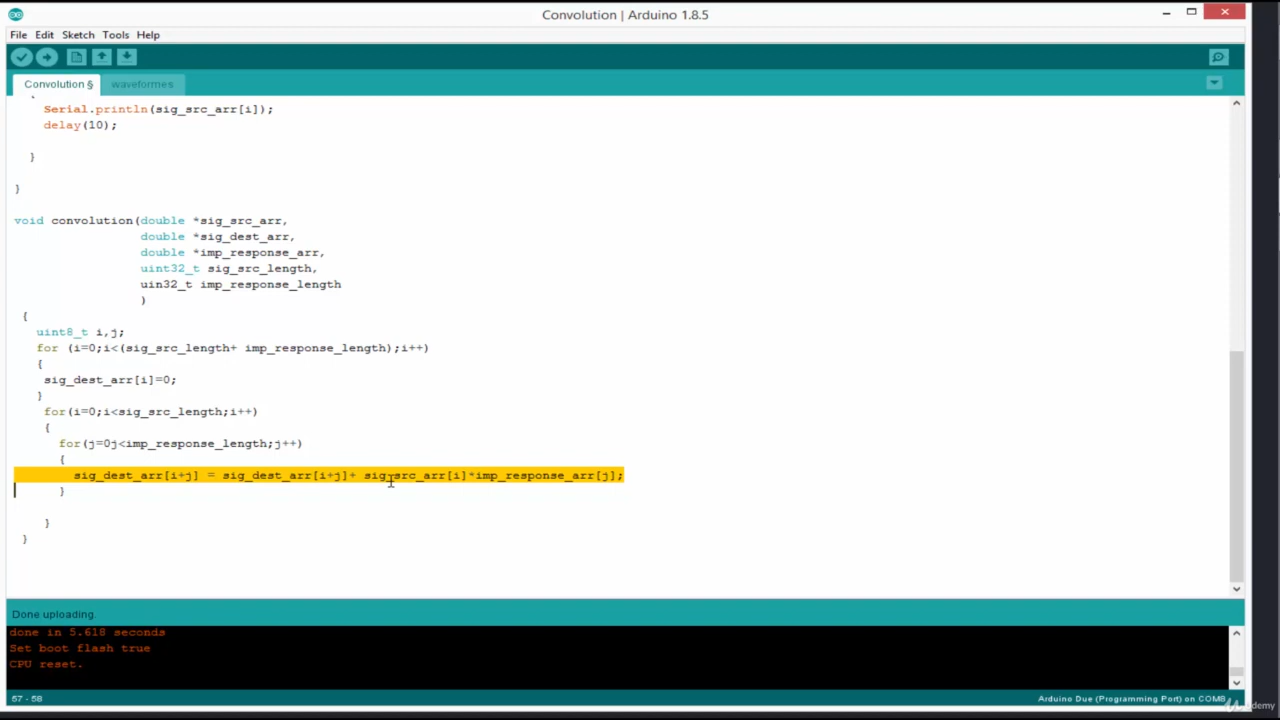 Convolution | Arduino 1.8.5
File Edit Sketch Tools Help
Convolution § waveformes
Serial.println(sig_src_arr[i]);
delay(10);
}
}
void convolution(double *sig_src_arr,
double *sig_dest_arr,
double *imp_response_arr,
uint32_t sig_src_length,
uin32_t imp_response_length
)
{
uint8_t i,j;
for (i=0;i<(sig_src_length+ imp_response_length);i++)
{
sig_dest_arr[i]=0;
}
for(i=0;i<sig_src_length;i++)
{
for(j=0j<imp_response_length;j++)
{
sig_dest_arr[i+j] = sig_dest_arr[i+j]+ sig_src_arr[i]*imp_response_arr[j];
}
}
}
Done uploading.
done in 5.618 seconds
Set boot flash true
CPU reset.
57 - 58
Arduino Due (Programming Port) on COM8